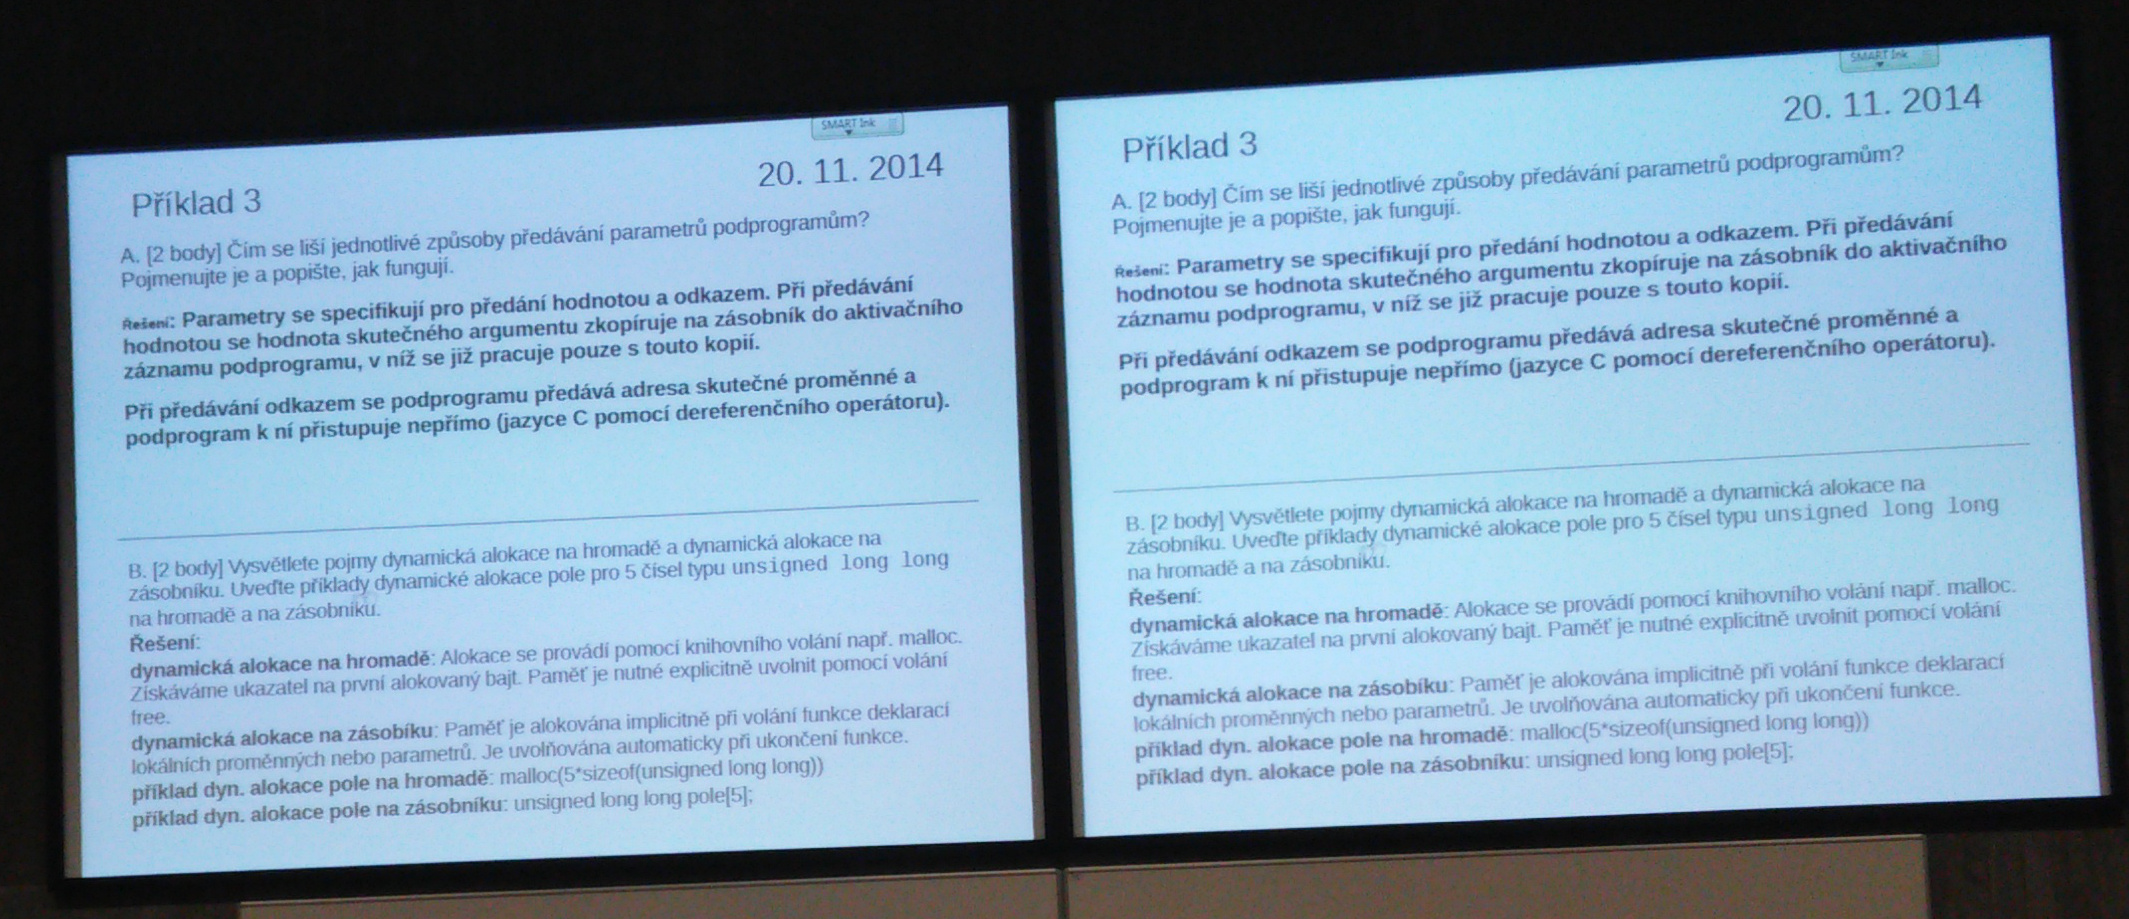 SMART Ink
20. 11. 2014
Příklad 3
A. [2 body] Čím se liší jednotlivé způsoby předávání parametrů podprogramům?
Pojmenujte je a popište, jak fungují.
Řešení: Parametry se specifikují pro předání hodnotou a odkazem. Při předávání
hodnotou se hodnota skutečného argumentu zkopíruje na zásobník do aktivačního
záznamu podprogramu, v níž se již pracuje pouze s touto kopií.
Při předávání odkazem se podprogramu předává adresa skutečné proměnné a
podprogram k ní přistupuje nepřímo (jazyce C pomocí dereferenčního operátoru).
B. [2 body] Vysvětlete pojmy dynamická alokace na hromadě a dynamická alokace na
zásobníku. Uveďte příklady dynamické alokace pole pro 5 čísel typu unsigned long long
na hromadě a na zásobníku.
Řešení:
dynamická alokace na hromadě: Alokace se provádí pomocí knihovního volání např. malloc.
Získáváme ukazatel na první alokovaný bajt. Paměť je nutné explicitně uvolnit pomocí volání
free.
dynamická alokace na zásobíku: Paměť je alokována implicitně při volání funkce deklarací
lokálních proměnných nebo parametrů. Je uvolňována automaticky při ukončení funkce.
příklad dyn. alokace pole na hromadě: malloc(5*sizeof(unsigned long long))
příklad dyn. alokace pole na zásobníku: unsigned long long pole[5];
SMART Ink
20. 11. 2014
Příklad 3
A. [2 body] Čím se liší jednotlivé způsoby předávání parametrů podprogramům?
Pojmenujte je a popište, jak fungují.
Řešení: Parametry se specifikují pro předání hodnotou a odkazem. Při předávání
hodnotou se hodnota skutečného argumentu zkopíruje na zásobník do aktivačního
záznamu podprogramu, v níž se již pracuje pouze s touto kopií.
Při předávání odkazem se podprogramu předává adresa skutečné proměnné a
podprogram k ní přistupuje nepřímo (jazyce C pomocí dereferenčního operátoru).
B. [2 body] Vysvětlete pojmy dynamická alokace na hromadě a dynamická alokace na
zásobníku. Uveďte příklady dynamické alokace pole pro 5 čísel typu unsigned long long
na hromadě a na zásobníku.
Řešení:
dynamická alokace na hromadě: Alokace se provádí pomocí knihovního volání např. malloc.
Získáváme ukazatel na první alokovaný bajt. Paměť je nutné explicitně uvolnit pomocí volání
free.
dynamická alokace na zásobíku: Paměť je alokována implicitně při volání funkce deklarací
lokálních proměnných nebo parametrů. Je uvolňována automaticky při ukončení funkce.
příklad dyn. alokace pole na hromadě: malloc(5*sizeof(unsigned long long))
příklad dyn. alokace pole na zásobníku: unsigned long long pole[5];